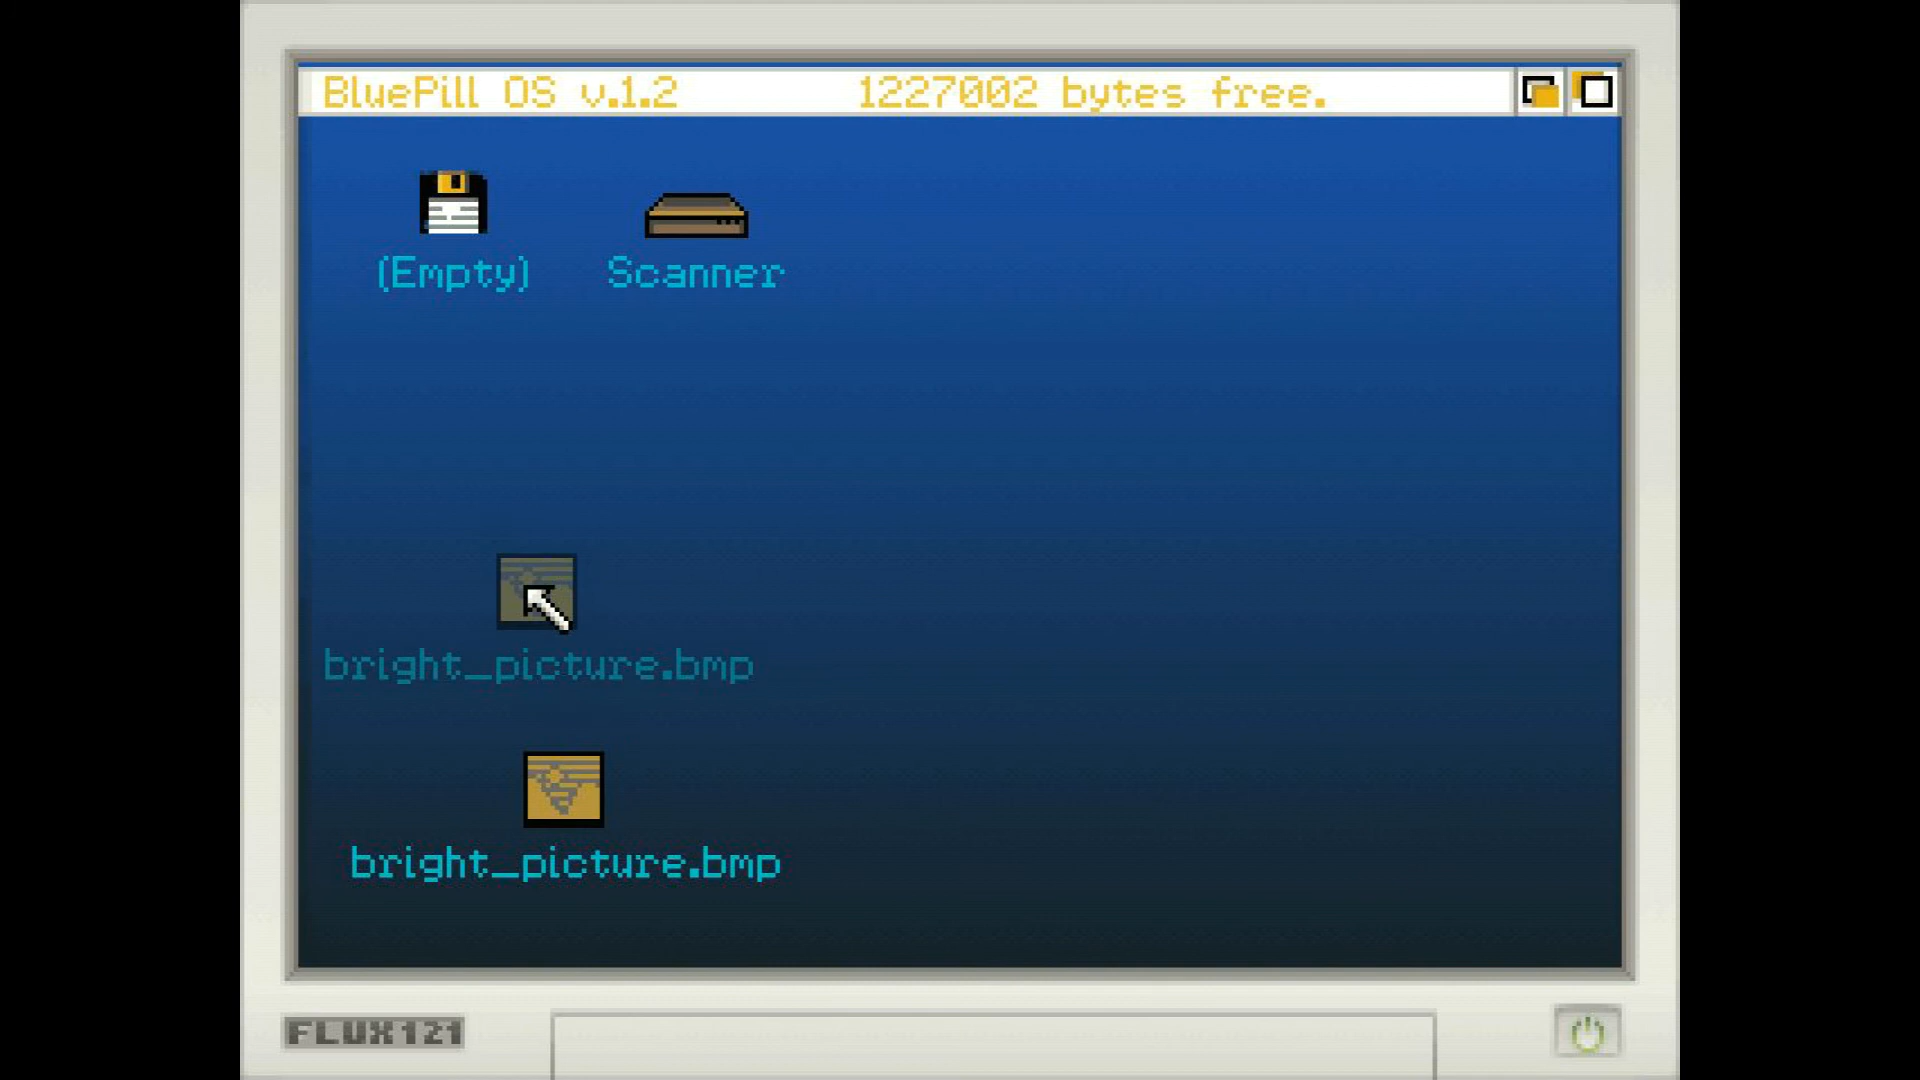 BluePill OS v.1.2 1227002 bytes free.
(Empty) Scanner
bright_picture.bmp
bright_picture.bmp
FLUX121